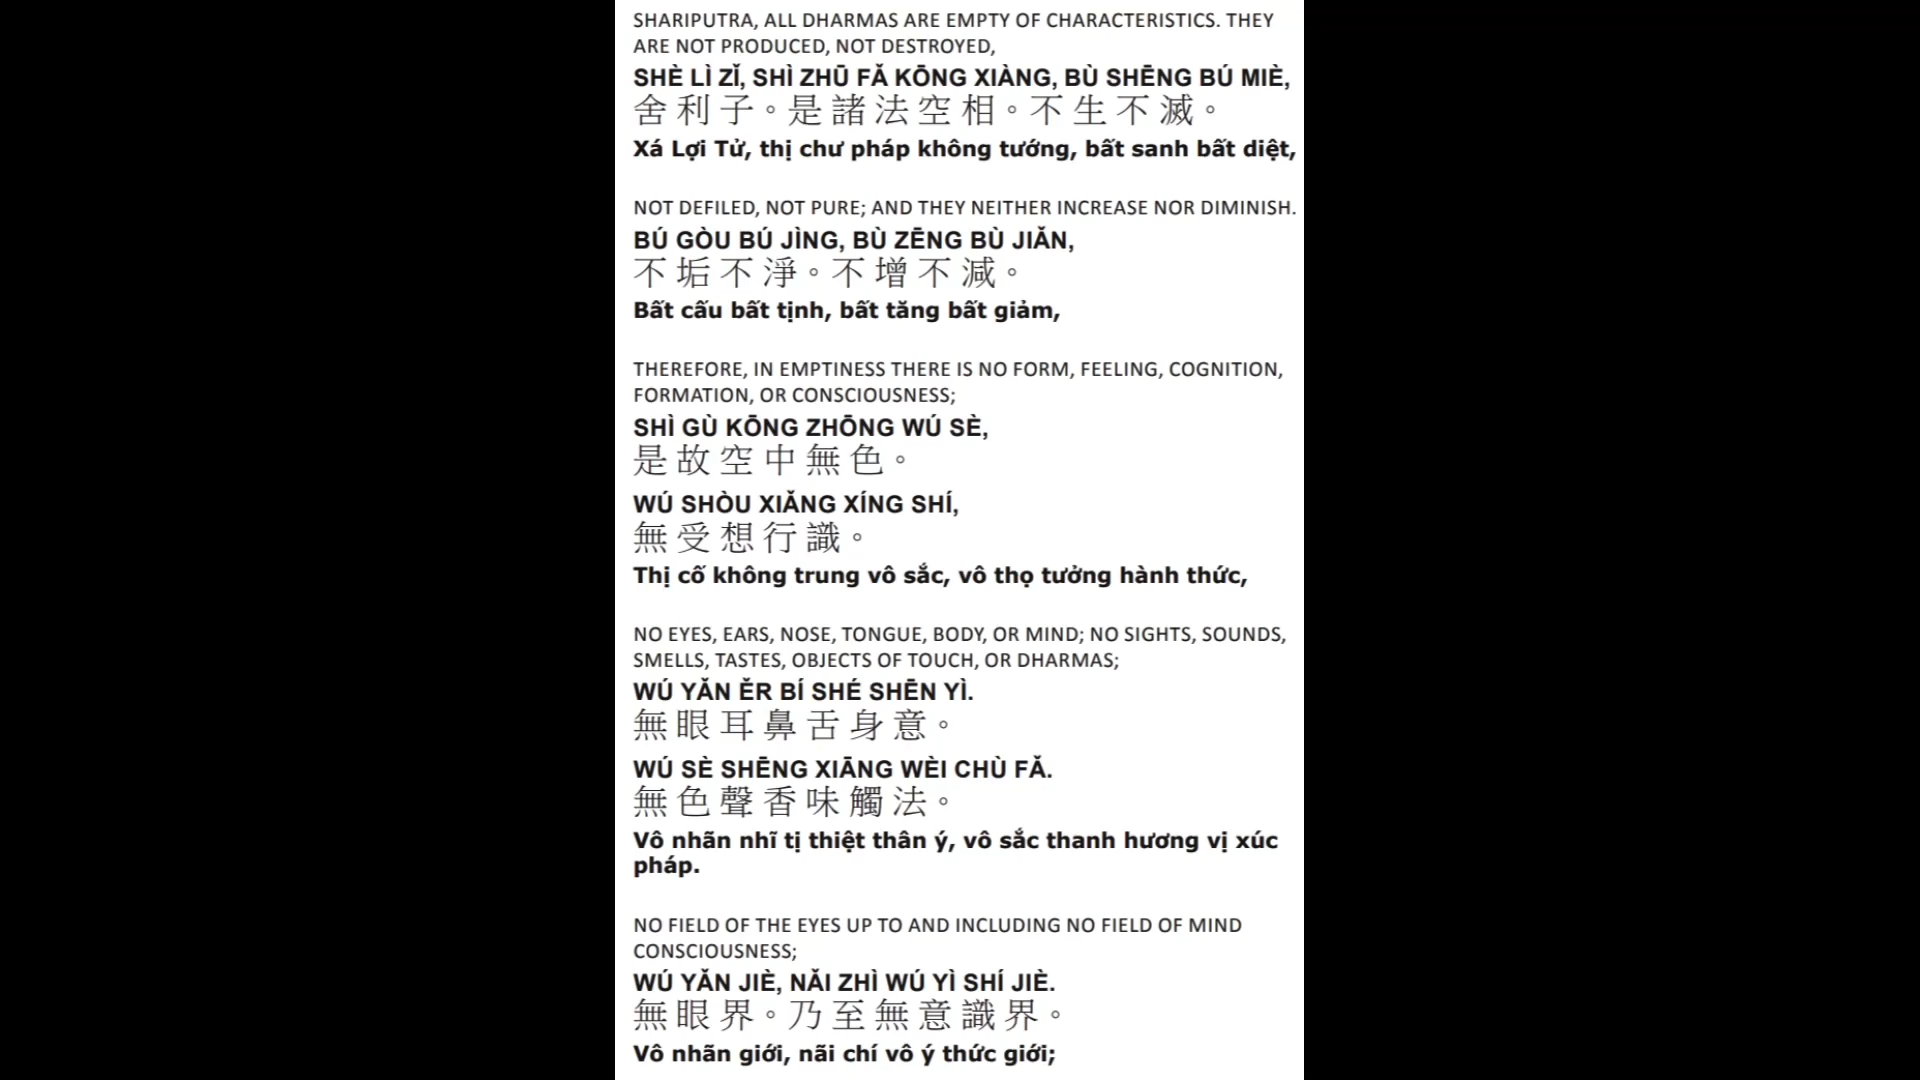 SHARIPUTRA, ALL DHARMAS ARE EMPTY OF CHARACTERISTICS. THEY
ARE NOT PRODUCED, NOT DESTROYED,
SHÈ LÌ ZǏ, SHÌ ZHŪ FǍ KŌNG XIÀNG, BÙ SHĒNG BÚ MIÈ,
舍利子。是諸法空相。不生不滅。
Xá Lợi Tử, thị chư pháp không tướng, bất sanh bất diệt,
NOT DEFILED, NOT PURE; AND THEY NEITHER INCREASE NOR DIMINISH.
BÚ GÒU BÚ JÌNG, BÙ ZĒNG BÙ JIǍN,
不垢不淨。不增不減。
Bất cấu bất tịnh, bất tăng bất giảm,
THEREFORE, IN EMPTINESS THERE IS NO FORM, FEELING, COGNITION,
FORMATION, OR CONSCIOUSNESS;
SHÌ GÙ KŌNG ZHŌNG WÚ SÈ,
是故空中無色。
WÚ SHÒU XIǍNG XÍNG SHÍ,
無受想行識。
Thị cố không trung vô sắc, vô thọ tưởng hành thức,
NO EYES, EARS, NOSE, TONGUE, BODY, OR MIND; NO SIGHTS, SOUNDS,
SMELLS, TASTES, OBJECTS OF TOUCH, OR DHARMAS;
WÚ YǍN ĚR BÍ SHÉ SHĒN YÌ.
無眼耳鼻舌身意。
WÚ SÈ SHĒNG XIĀNG WÈI CHÙ FǍ.
無色聲香味觸法。
Vô nhãn nhĩ tị thiệt thân ý, vô sắc thanh hương vị xúc
pháp.
NO FIELD OF THE EYES UP TO AND INCLUDING NO FIELD OF MIND
CONSCIOUSNESS;
WÚ YǍN JIÈ, NǍI ZHÌ WÚ YÌ SHÍ JIÈ.
無眼界。乃至無意識界。
Vô nhãn giới, nãi chí vô ý thức giới;